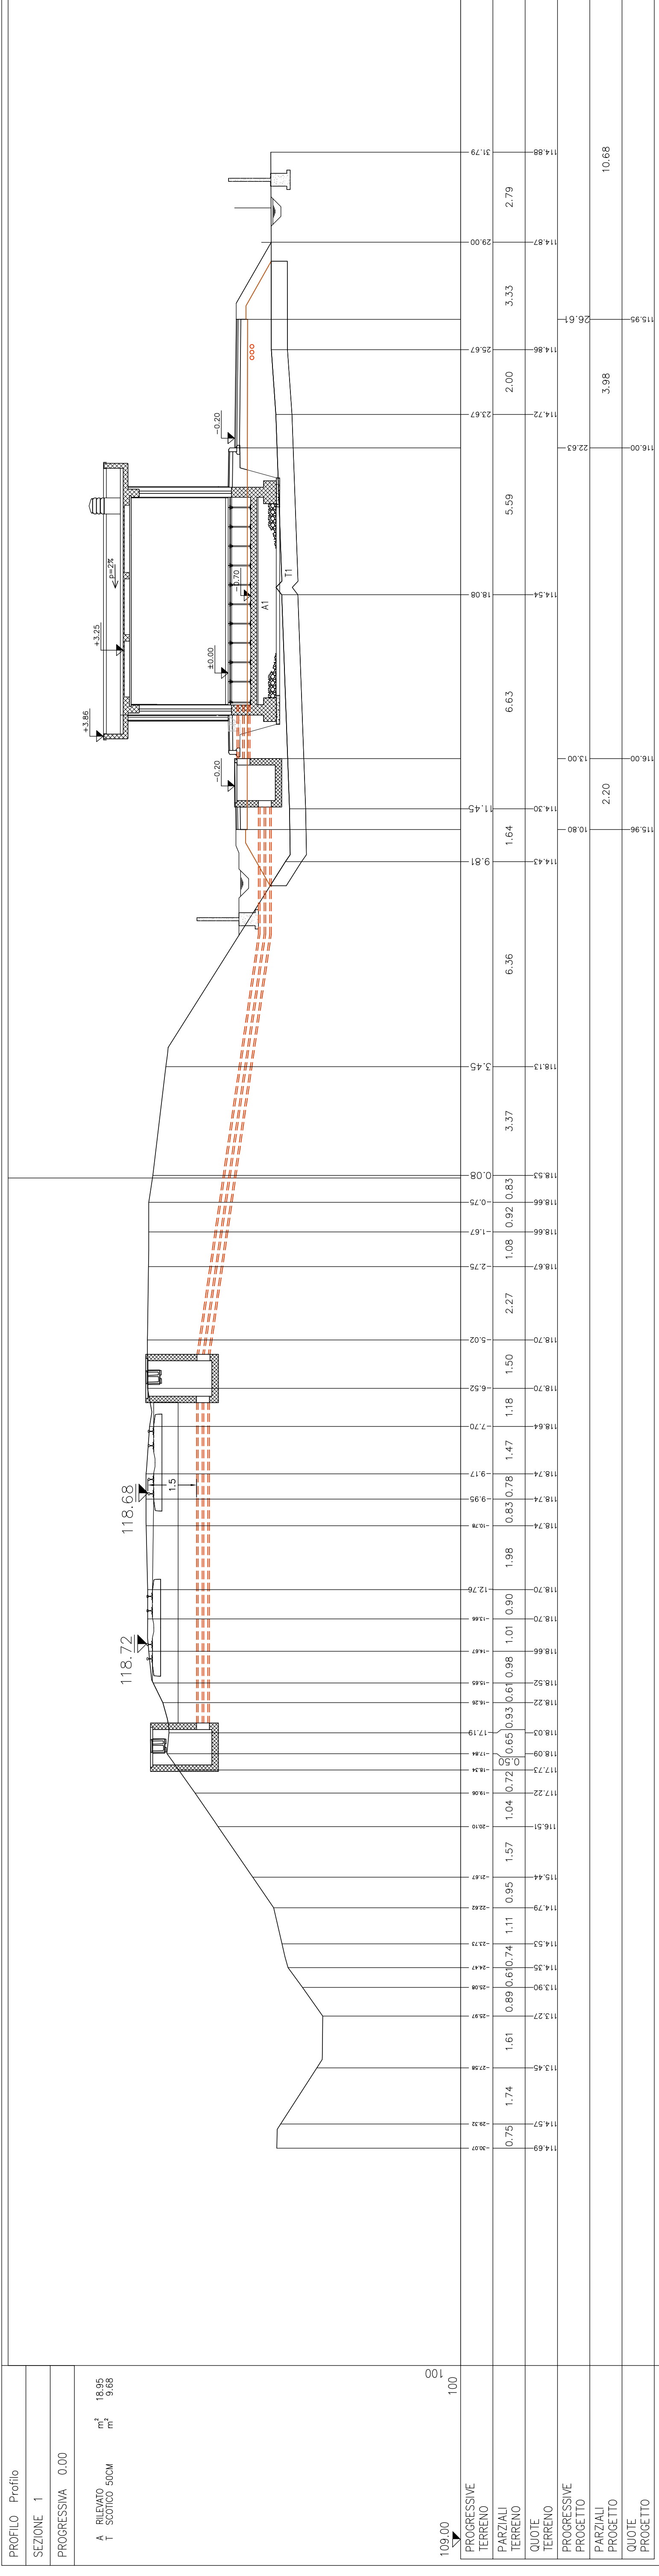 PROFILO Profilo
SEZIONE 1
PROGRESSIVA 0.00
A RILEVATO m² 18.95
T SCOTICO 50CM m² 9.68
118.72
118.68
1.5
+3.86
+3.25
p=2%
±0.00
-0.20
-0.70
-0.20
A1
T1
100
100
109.00
PROGRESSIVE TERRENO
-30.07 -29.32 -27.58 -25.97 -25.08 -24.47 -23.73 -22.62 -21.67 -20.10 -19.06 -18.34 -17.84 -17.19 -16.26 -15.65 -14.67 -13.66 -12.76 -10.78 -9.95 -9.17 -7.70 -6.52 -5.02 -2.75 -1.67 -0.75 0.08 3.45 9.81 11.45 18.08 23.67 25.67 29.00 31.79
PARZIALI TERRENO
0.75 1.74 1.61 0.89 0.61 0.74 1.11 0.95 1.57 1.04 0.72 0.50 0.65 0.93 0.61 0.98 1.01 0.90 1.98 0.83 0.78 1.47 1.18 1.50 2.27 1.08 0.92 0.83 3.37 6.36 1.64 6.63 5.59 2.00 3.33 2.79
QUOTE TERRENO
114.69 114.57 113.45 113.27 113.90 114.35 114.53 114.79 115.44 116.51 117.22 117.73 118.09 118.03 118.22 118.52 118.66 118.70 118.70 118.74 118.74 118.74 118.64 118.70 118.70 118.67 118.66 118.66 118.53 118.13 114.43 114.30 114.54 114.72 114.86 114.87 114.88
PROGRESSIVE PROGETTO
10.80 13.00 22.63 26.61
PARZIALI PROGETTO
2.20 3.98 10.68
QUOTE PROGETTO
115.96 116.00 116.00 115.95